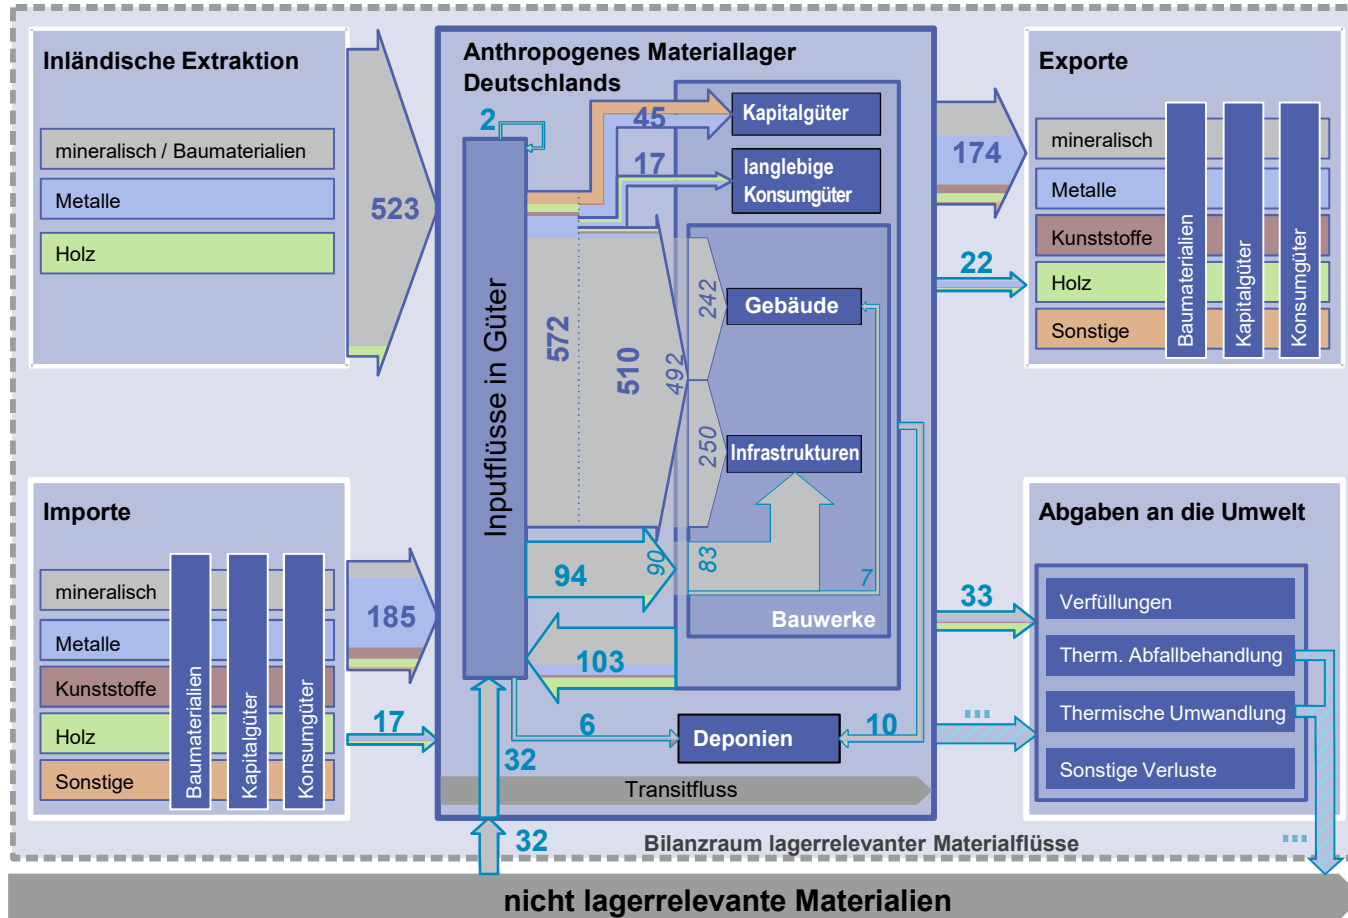 Inländische Extraktion
mineralisch / Baumaterialien
Metalle
Holz
523
Importe
mineralisch
Metalle
Kunststoffe
Holz
Sonstige
Baumaterialien
Kapitalgüter
Konsumgüter
185
17
Anthropogenes Materiallager
Deutschlands
2
Inputflüsse in Güter
45
17
Kapitalgüter
langlebige
Konsumgüter
572
510
492
242
250
Gebäude
Infrastrukturen
94
90
83
7
Bauwerke
103
6
Deponien
10
32
Transitfluss
32
Bilanzraum lagerrelevanter Materialflüsse
174
22
Exporte
mineralisch
Metalle
Kunststoffe
Holz
Sonstige
Baumaterialien
Kapitalgüter
Konsumgüter
33
...
Abgaben an die Umwelt
Verfüllungen
Therm. Abfallbehandlung
Thermische Umwandlung
Sonstige Verluste
...
nicht lagerrelevante Materialien